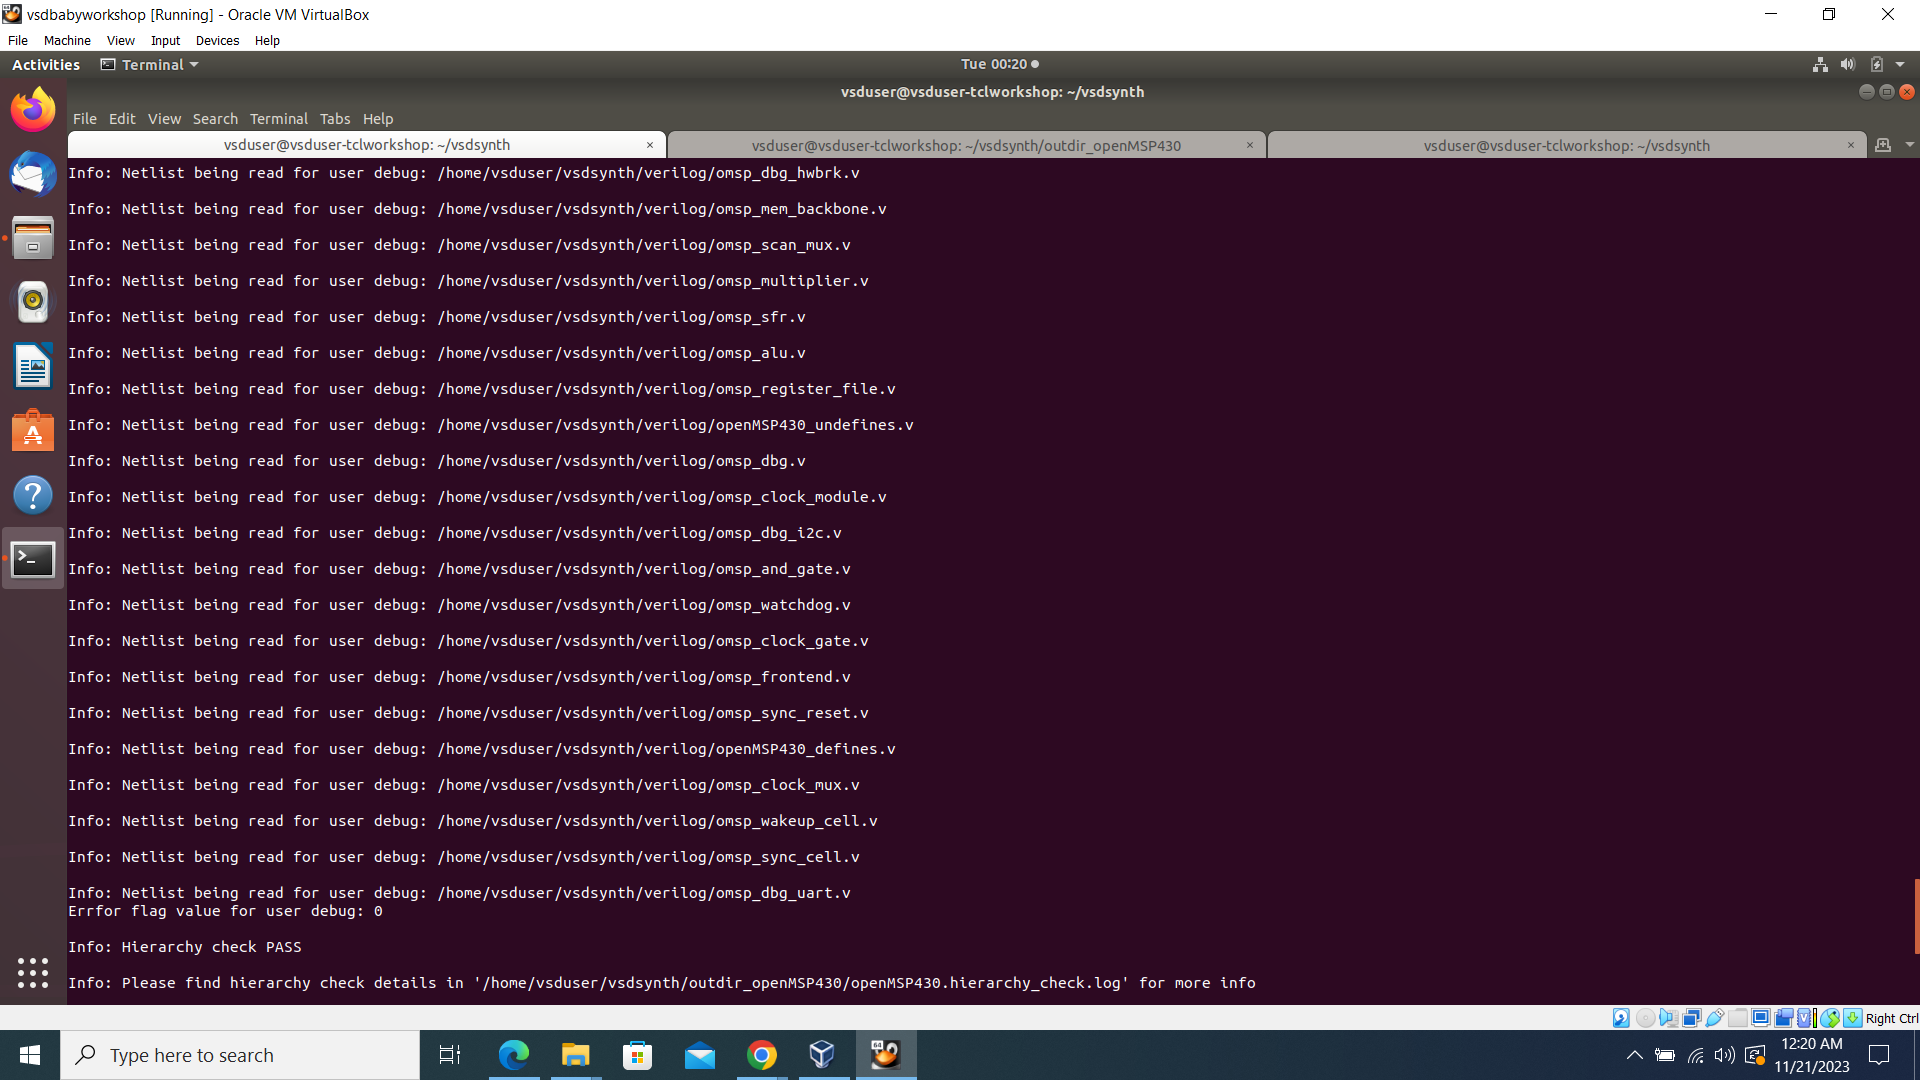 vsdbabyworkshop [Running] - Oracle VM VirtualBox
File Machine View Input Devices Help
Activities Terminal Tue 00:20
vsduser@vsduser-tclworkshop: ~/vsdsynth
File Edit View Search Terminal Tabs Help
vsduser@vsduser-tclworkshop: ~/vsdsynth × vsduser@vsduser-tclworkshop: ~/vsdsynth/outdir_openMSP430 × vsduser@vsduser-tclworkshop: ~/vsdsynth ×
Info: Netlist being read for user debug: /home/vsduser/vsdsynth/verilog/omsp_dbg_hwbrk.v
Info: Netlist being read for user debug: /home/vsduser/vsdsynth/verilog/omsp_mem_backbone.v
Info: Netlist being read for user debug: /home/vsduser/vsdsynth/verilog/omsp_scan_mux.v
Info: Netlist being read for user debug: /home/vsduser/vsdsynth/verilog/omsp_multiplier.v
Info: Netlist being read for user debug: /home/vsduser/vsdsynth/verilog/omsp_sfr.v
Info: Netlist being read for user debug: /home/vsduser/vsdsynth/verilog/omsp_alu.v
Info: Netlist being read for user debug: /home/vsduser/vsdsynth/verilog/omsp_register_file.v
Info: Netlist being read for user debug: /home/vsduser/vsdsynth/verilog/openMSP430_undefines.v
Info: Netlist being read for user debug: /home/vsduser/vsdsynth/verilog/omsp_dbg.v
Info: Netlist being read for user debug: /home/vsduser/vsdsynth/verilog/omsp_clock_module.v
Info: Netlist being read for user debug: /home/vsduser/vsdsynth/verilog/omsp_dbg_i2c.v
Info: Netlist being read for user debug: /home/vsduser/vsdsynth/verilog/omsp_and_gate.v
Info: Netlist being read for user debug: /home/vsduser/vsdsynth/verilog/omsp_watchdog.v
Info: Netlist being read for user debug: /home/vsduser/vsdsynth/verilog/omsp_clock_gate.v
Info: Netlist being read for user debug: /home/vsduser/vsdsynth/verilog/omsp_frontend.v
Info: Netlist being read for user debug: /home/vsduser/vsdsynth/verilog/omsp_sync_reset.v
Info: Netlist being read for user debug: /home/vsduser/vsdsynth/verilog/openMSP430_defines.v
Info: Netlist being read for user debug: /home/vsduser/vsdsynth/verilog/omsp_clock_mux.v
Info: Netlist being read for user debug: /home/vsduser/vsdsynth/verilog/omsp_wakeup_cell.v
Info: Netlist being read for user debug: /home/vsduser/vsdsynth/verilog/omsp_sync_cell.v
Info: Netlist being read for user debug: /home/vsduser/vsdsynth/verilog/omsp_dbg_uart.v
Errfor flag value for user debug: 0
Info: Hierarchy check PASS
Info: Please find hierarchy check details in '/home/vsduser/vsdsynth/outdir_openMSP430/openMSP430.hierarchy_check.log' for more info
Right Ctrl
Type here to search
12:20 AM
11/21/2023